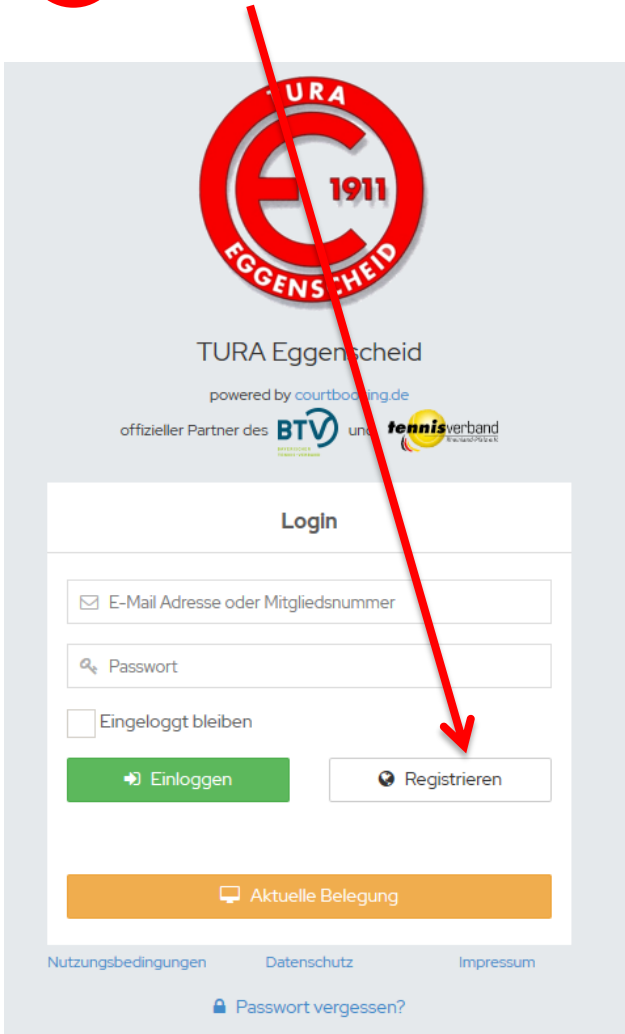 TURA
1911
EGGENSCHEID
TURA Eggenscheid
powered by courtbooking.de
offizieller Partner des BTV und tennisverband
Login
E-Mail Adresse oder Mitgliedsnummer
Passwort
Eingeloggt bleiben
Einloggen
Registrieren
Aktuelle Belegung
Nutzungsbedingungen Datenschutz Impressum
Passwort vergessen?